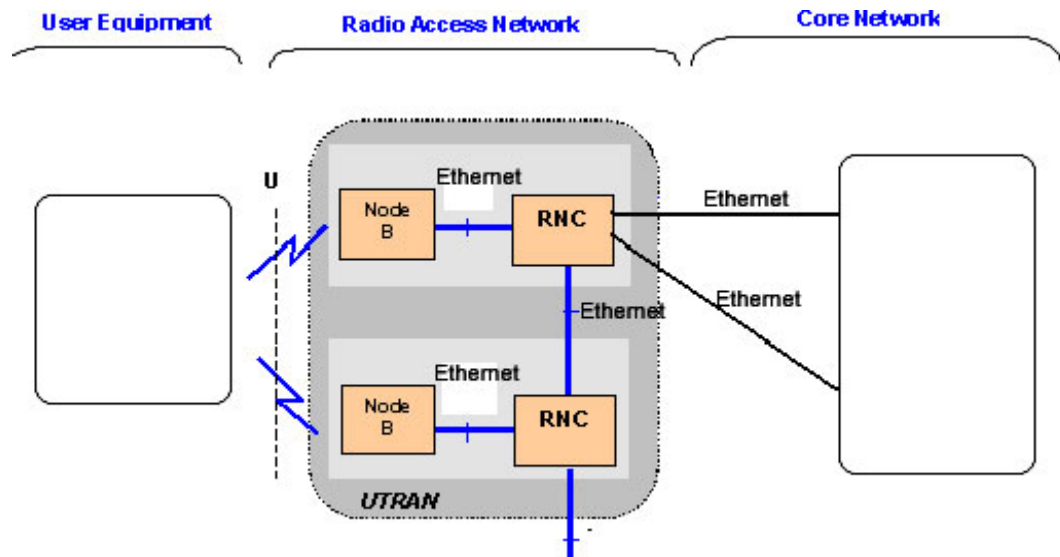 User Equipment
Radio Access Network
Core Network
U
Ethernet
Node
B
RNC
Ethernet
Ethernet
Ethernet
Ethernet
Node
B
RNC
UTRAN